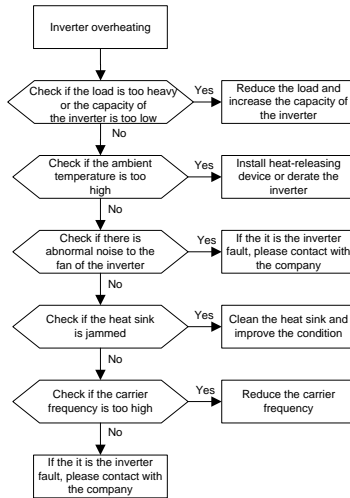 Inverter overheating
Check if the load is too heavy
or the capacity of
the inverter is too low
Yes
Reduce the load and
increase the capacity of
the inverter
No
Check if the ambient
temperature is too
high
Yes
Install heat-releasing
device or derate the
inverter
No
Check if there is
abnormal noise to the
fan of the inverter
Yes
If the it is the inverter
fault, please contact with
the company
No
Check if the heat sink
is jammed
Yes
Clean the heat sink and
improve the condition
No
Check if the carrier
frequency is too high
Yes
Reduce the carrier
frequency
No
If the it is the inverter
fault, please contact with
the company